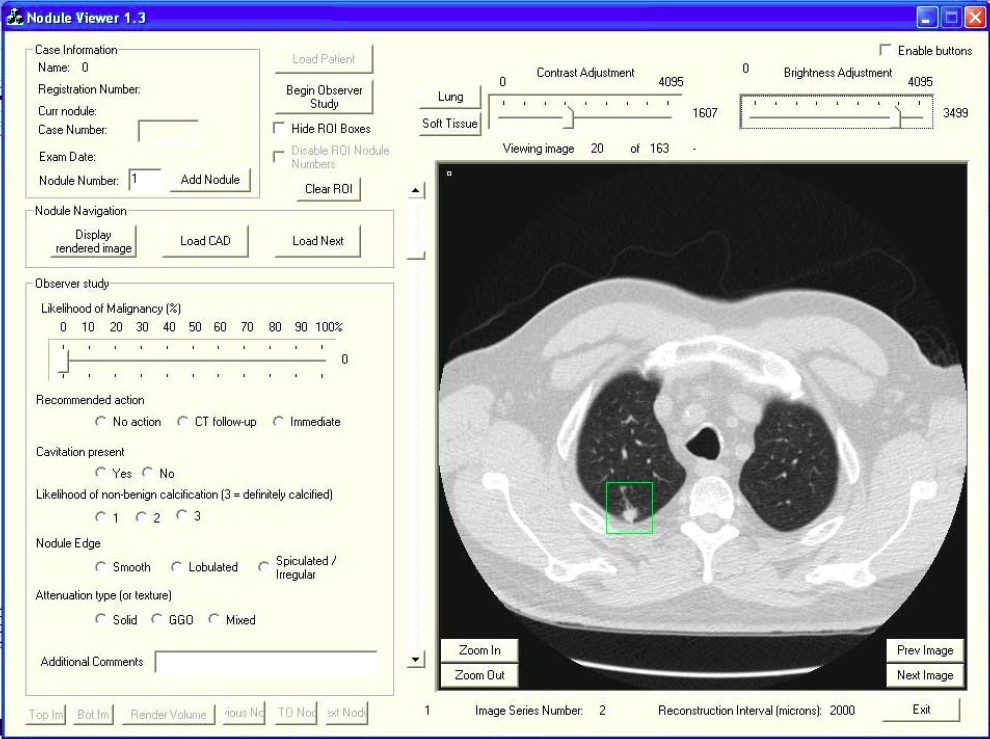 Nodule Viewer 1.3
Case Information
Name: 0
Registration Number:
Curr nodule:
Case Number:
Exam Date:
Nodule Number: 1 Add Nodule
Load Patient
Begin Observer
Study
Hide ROI Boxes
Disable ROI Nodule
Numbers
Clear ROI
Enable buttons
Lung
Soft Tissue
0 Contrast Adjustment 4095
1607
0 Brightness Adjustment 4095
3499
Viewing image 20 of 163 -
Nodule Navigation
Display
rendered image
Load CAD
Load Next
Observer study
Likelihood of Malignancy (%)
0 10 20 30 40 50 60 70 80 90 100%
0
Recommended action
No action CT follow-up Immediate
Cavitation present
Yes No
Likelihood of non-benign calcification (3 = definitely calcified)
1 2 3
Nodule Edge
Smooth Lobulated Spiculated /
Irregular
Attenuation type (or texture)
Solid GGO Mixed
Additional Comments
Zoom In
Zoom Out
Prev Image
Next Image
Top Im Bot Im Render Volume ious No TO Nod ext Nodu
1 Image Series Number: 2 Reconstruction Interval (microns): 2000 Exit